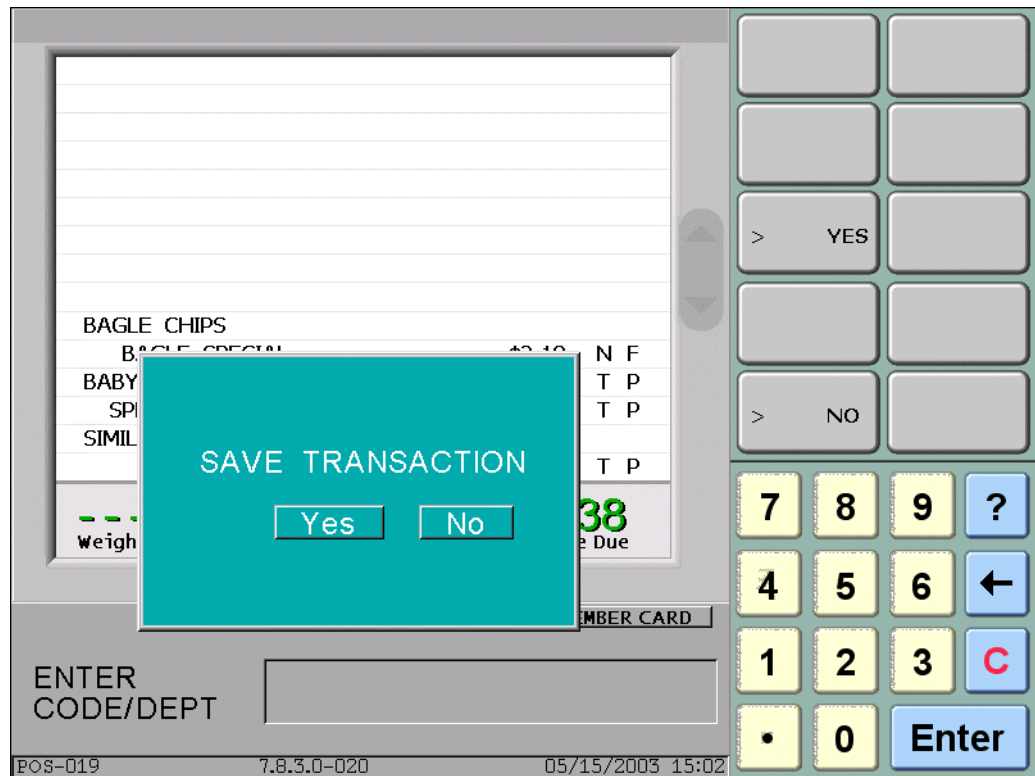 BAGLE CHIPS
N F
BABY T P
T P
SIMIL
T P
SAVE TRANSACTION
Yes No
38
Due
MBER CARD
ENTER
CODE/DEPT
POS-019 7.8.3.0-020 05/15/2003 15:02
> YES
> NO
7 8 9 ?
4 5 6 ←
1 2 3 C
. 0 Enter